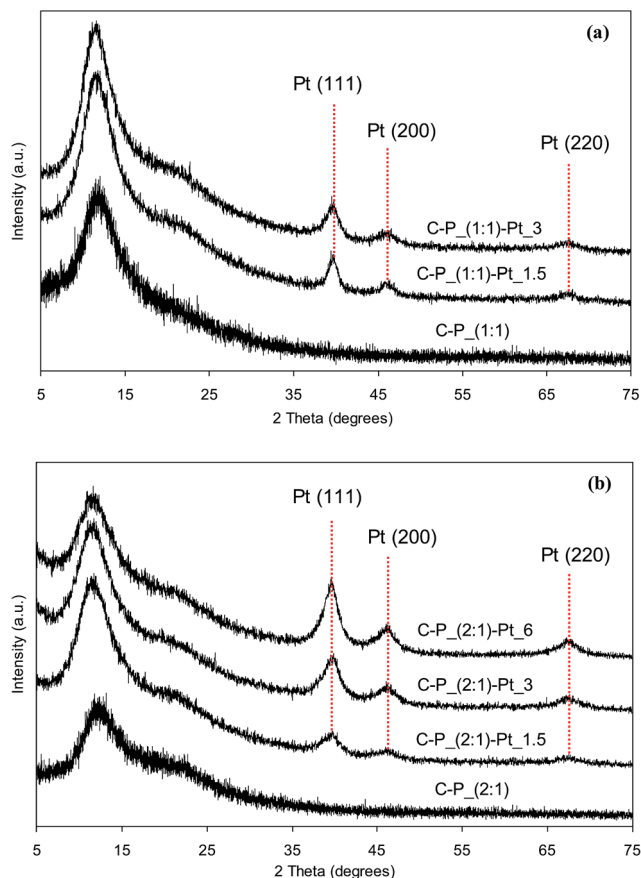 (a)
Pt (111)
Pt (200)
Pt (220)
Intensity (a.u.)
C-P_(1:1)-Pt_3
C-P_(1:1)-Pt_1.5
C-P_(1:1)
5 15 25 35 45 55 65 75
2 Theta (degrees)
(b)
Pt (111)
Pt (200)
Pt (220)
Intensity (a.u.)
C-P_(2:1)-Pt_6
C-P_(2:1)-Pt_3
C-P_(2:1)-Pt_1.5
C-P_(2:1)
5 15 25 35 45 55 65 75
2 Theta (degrees)